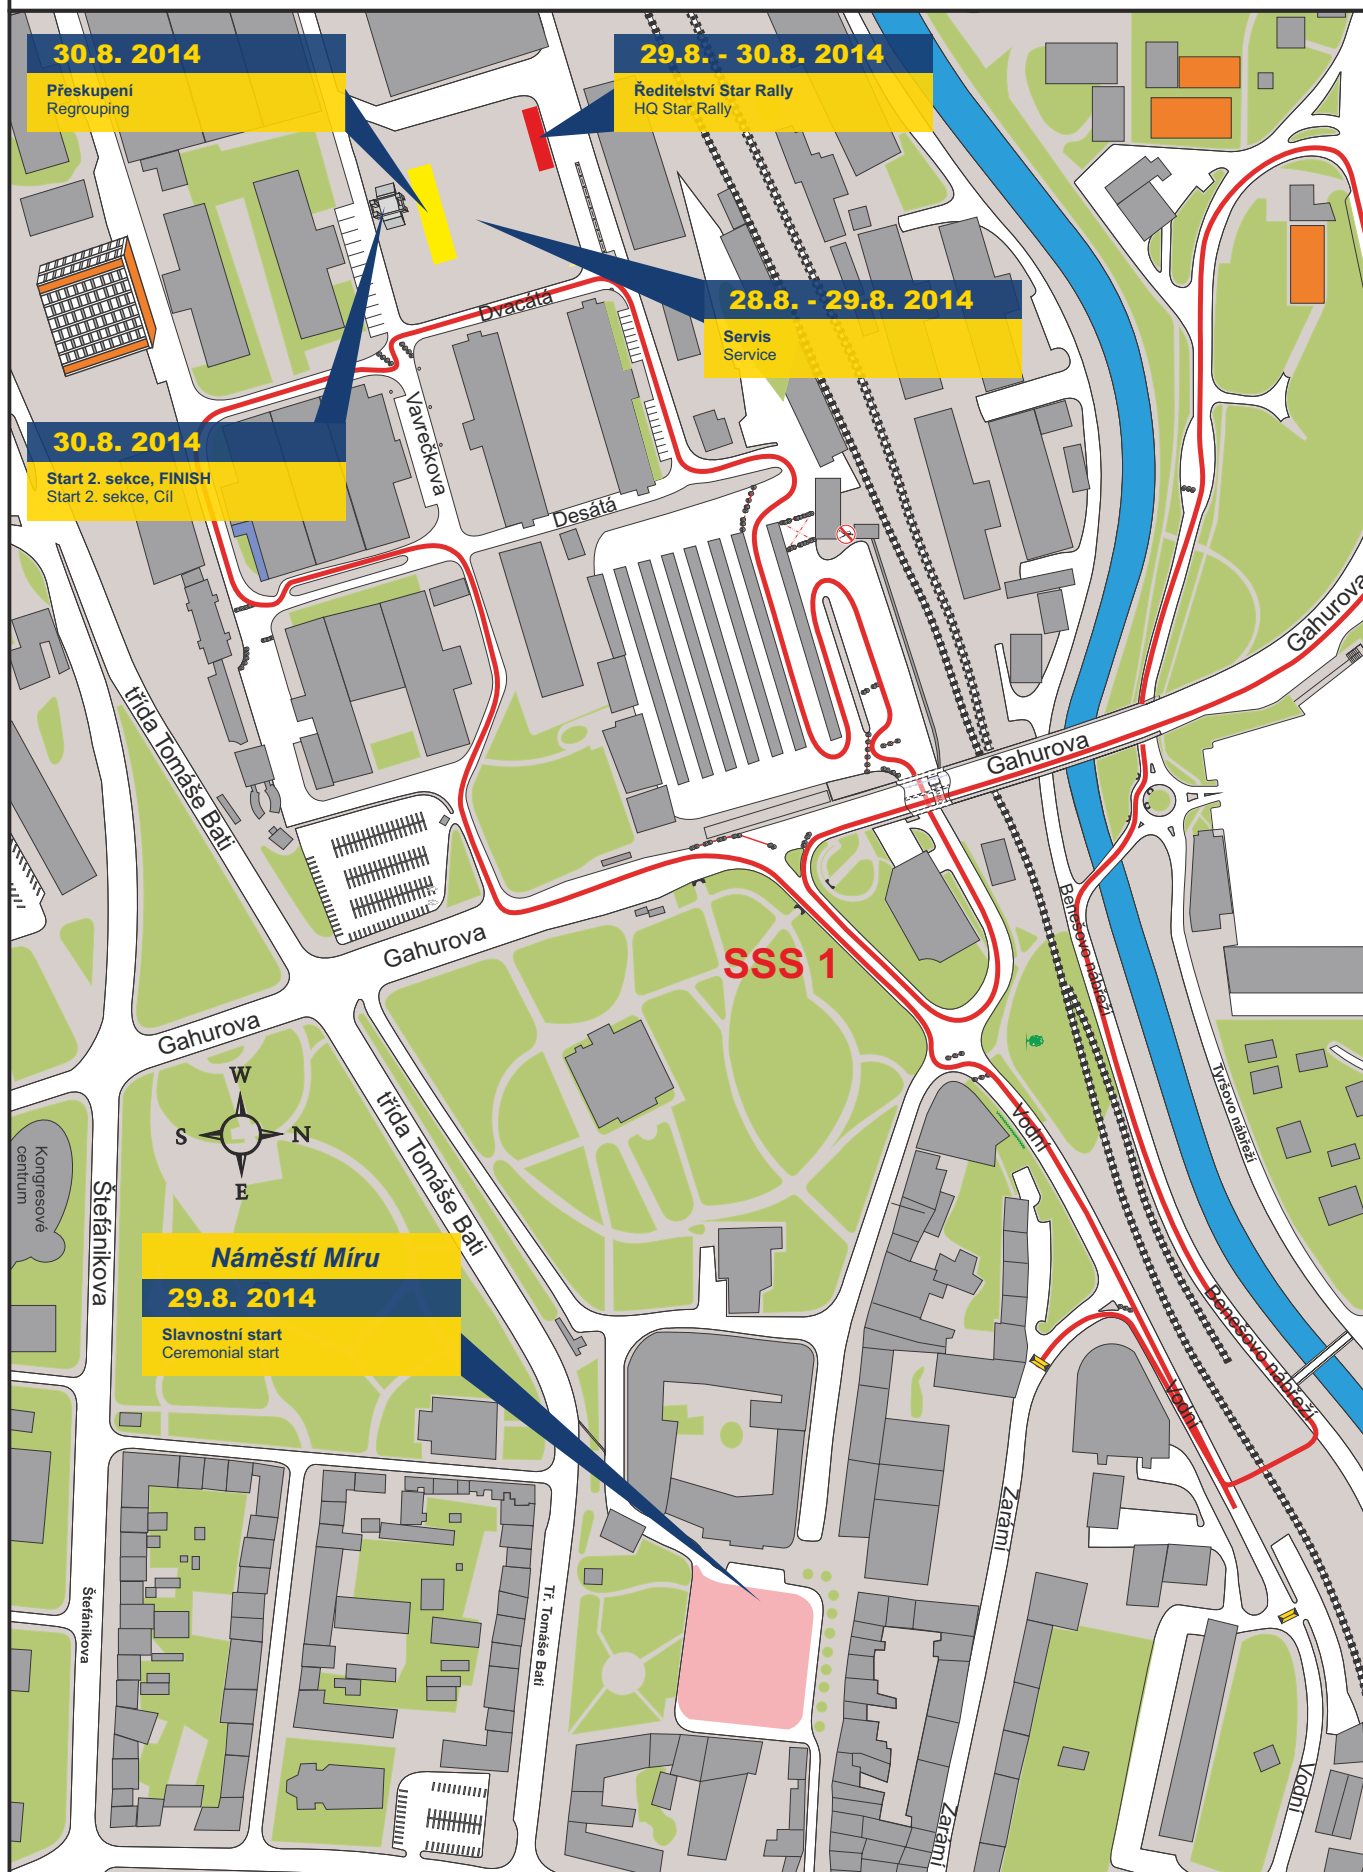 30.8. 2014
Přeskupení
Regrouping
29.8. - 30.8. 2014
Ředitelství Star Rally
HQ Star Rally
28.8. - 29.8. 2014
Servis
Service
Dvacátá
30.8. 2014
Start 2. sekce, FINISH
Start 2. sekce, Cíl
Vavrečkova
Desátá
Gahurova
třída Tomáše Bati
Gahurova
Gahurova
SSS 1
Benešovo nábřeží
Gahurova
W
S
N
E
třída Tomáše Bati
Vodní
Tyršovo nábřeží
Kongresové
centrum
Štefánikova
Náměstí Míru
29.8. 2014
Slavnostní start
Ceremonial start
Benešovo nábřeží
Vodní
Zarámí
Štefánikova
Tř. Tomáše Bati
Vodní
Zarámí